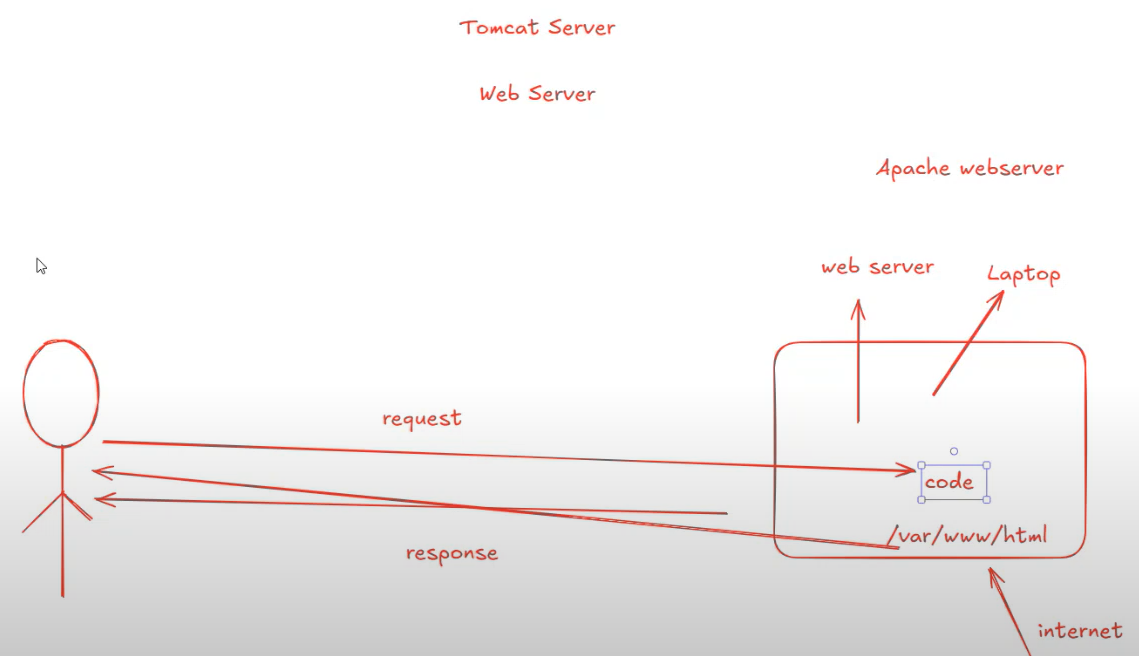 Tomcat Server
Web Server
Apache webserver
web server
Laptop
request
code
/var/www/html
response
internet